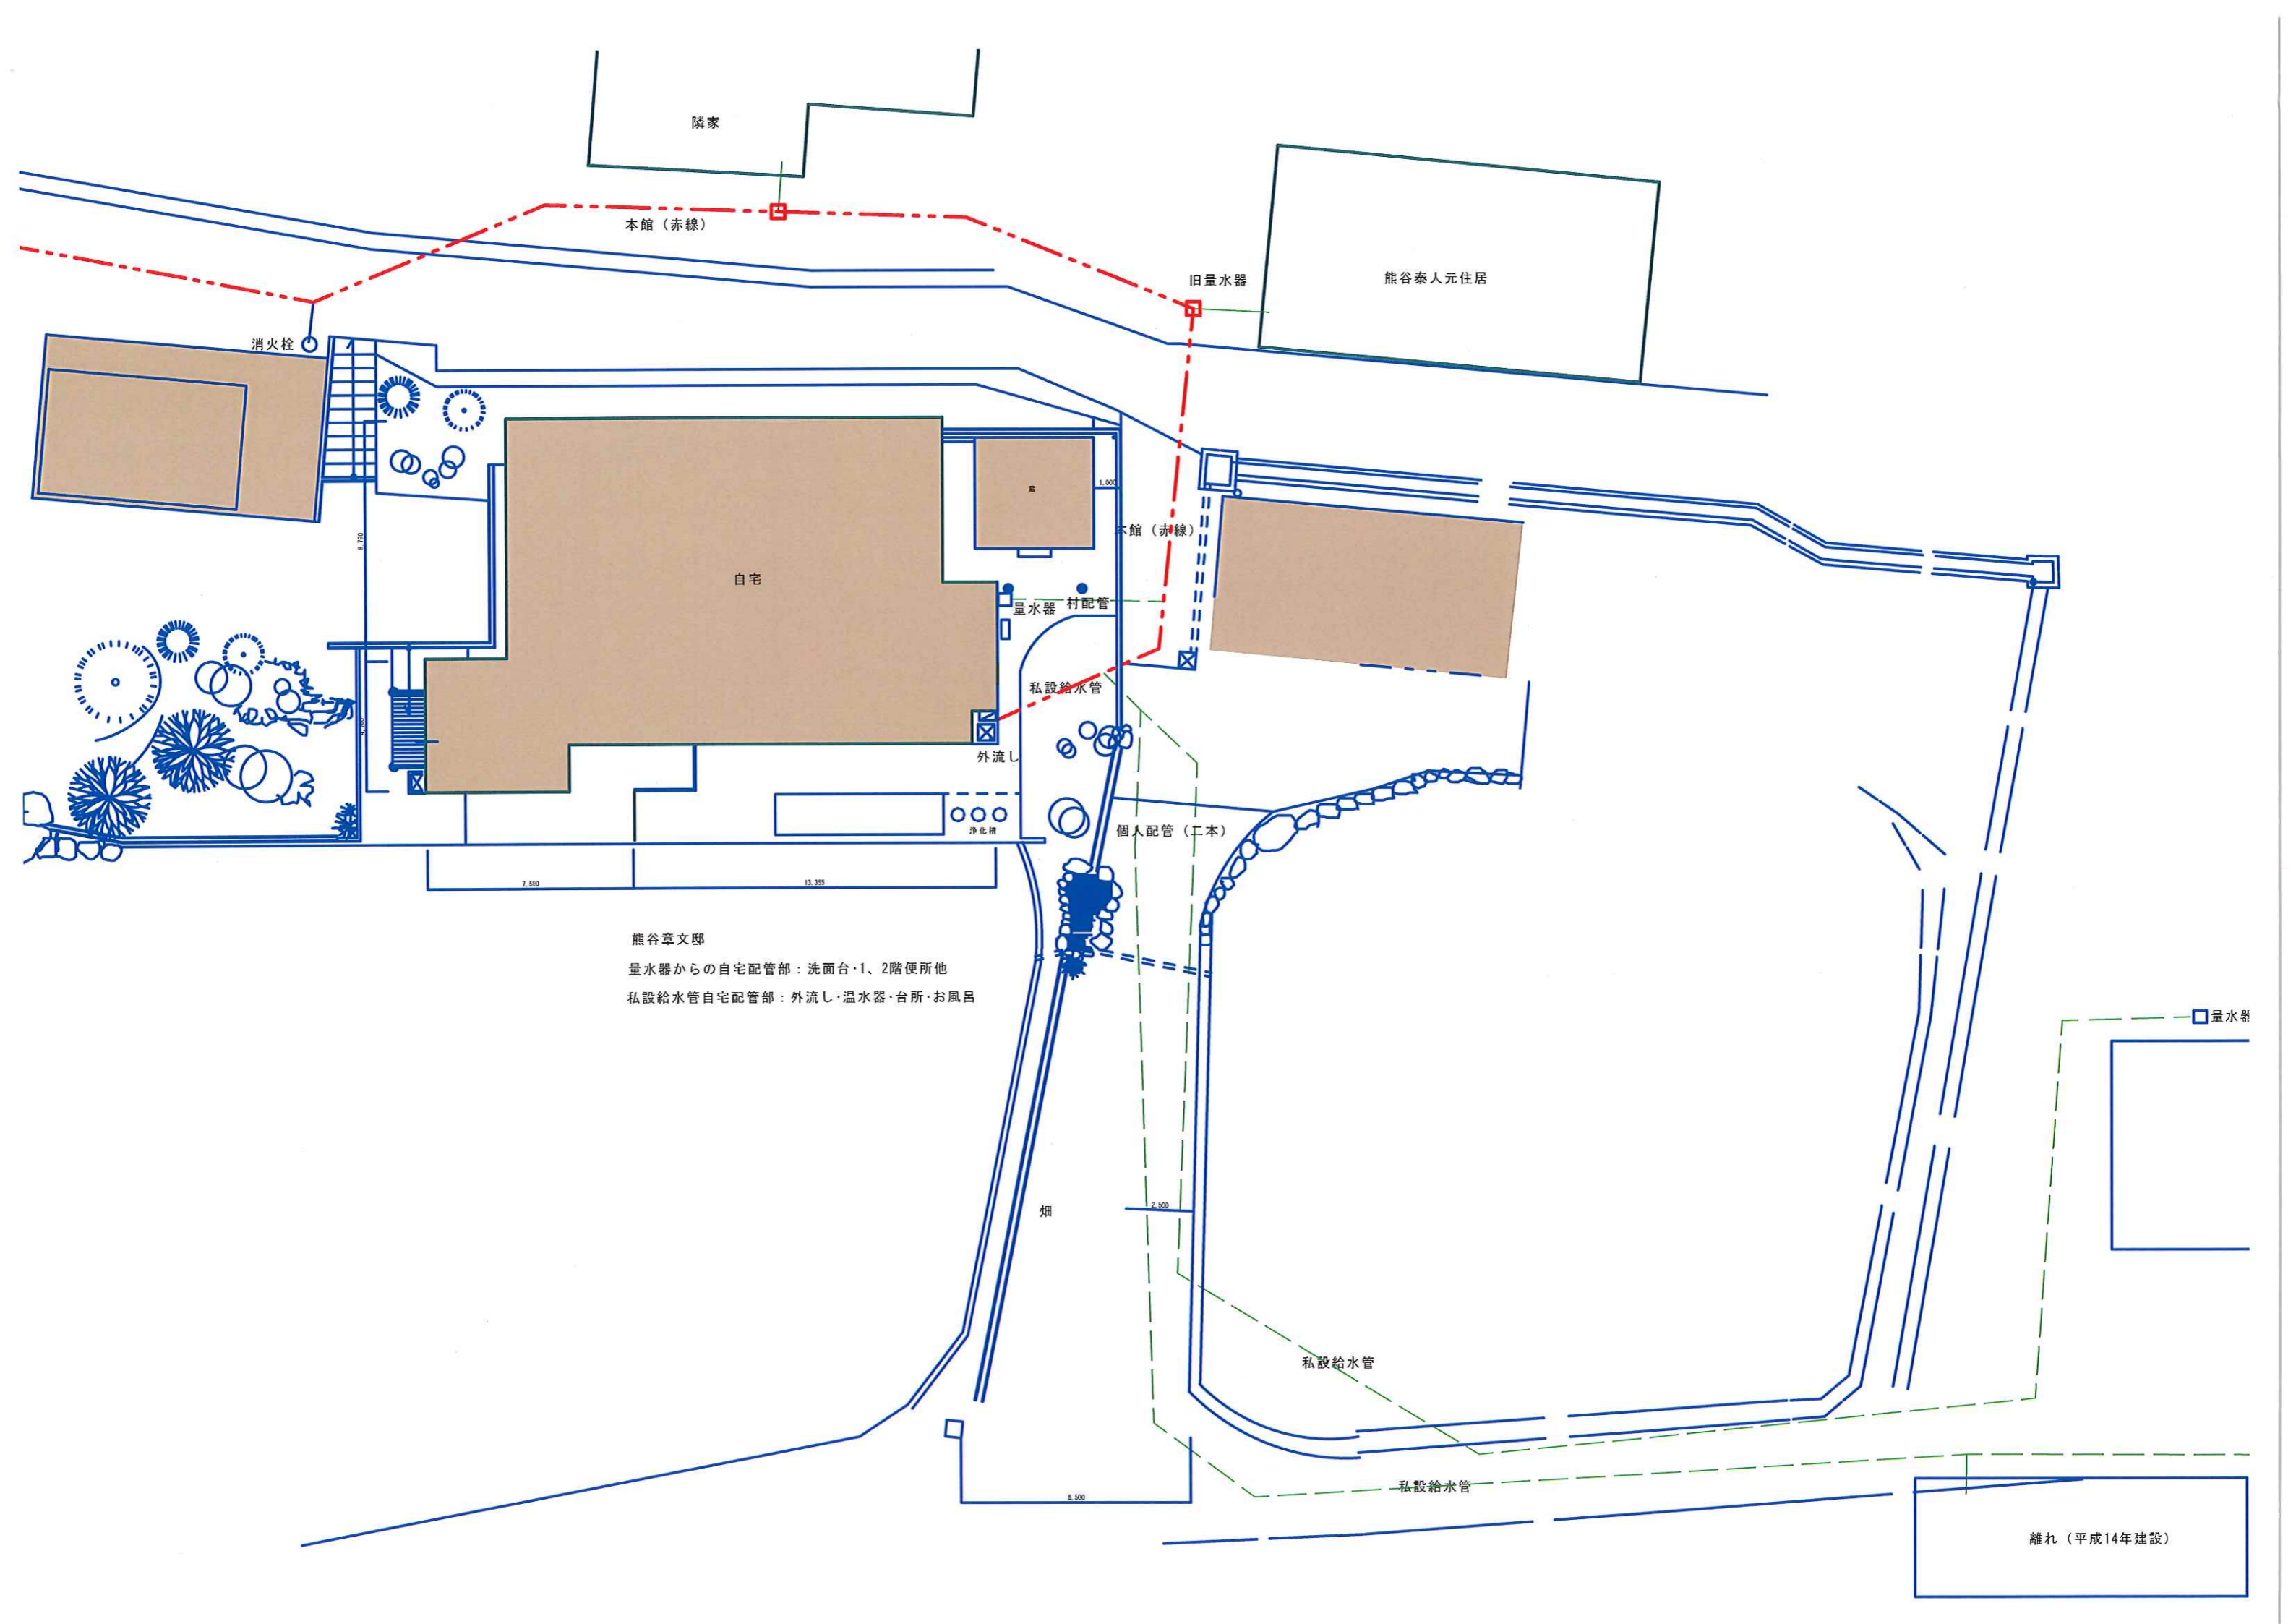 隣家
本館（赤線）
旧量水器
熊谷泰人元住居
消火栓
蔵
1,000
本館（赤線）
8,790
自宅
量水器
村配管
私設給水管
外流し
個人配管（二本）
浄化槽
7,590
13,355
熊谷章文邸
量水器からの自宅配管部：洗面台・1、2階便所他
私設給水管自宅配管部：外流し・温水器・台所・お風呂
量水器
畑
2,500
私設給水管
私設給水管
8,500
離れ（平成14年建設）